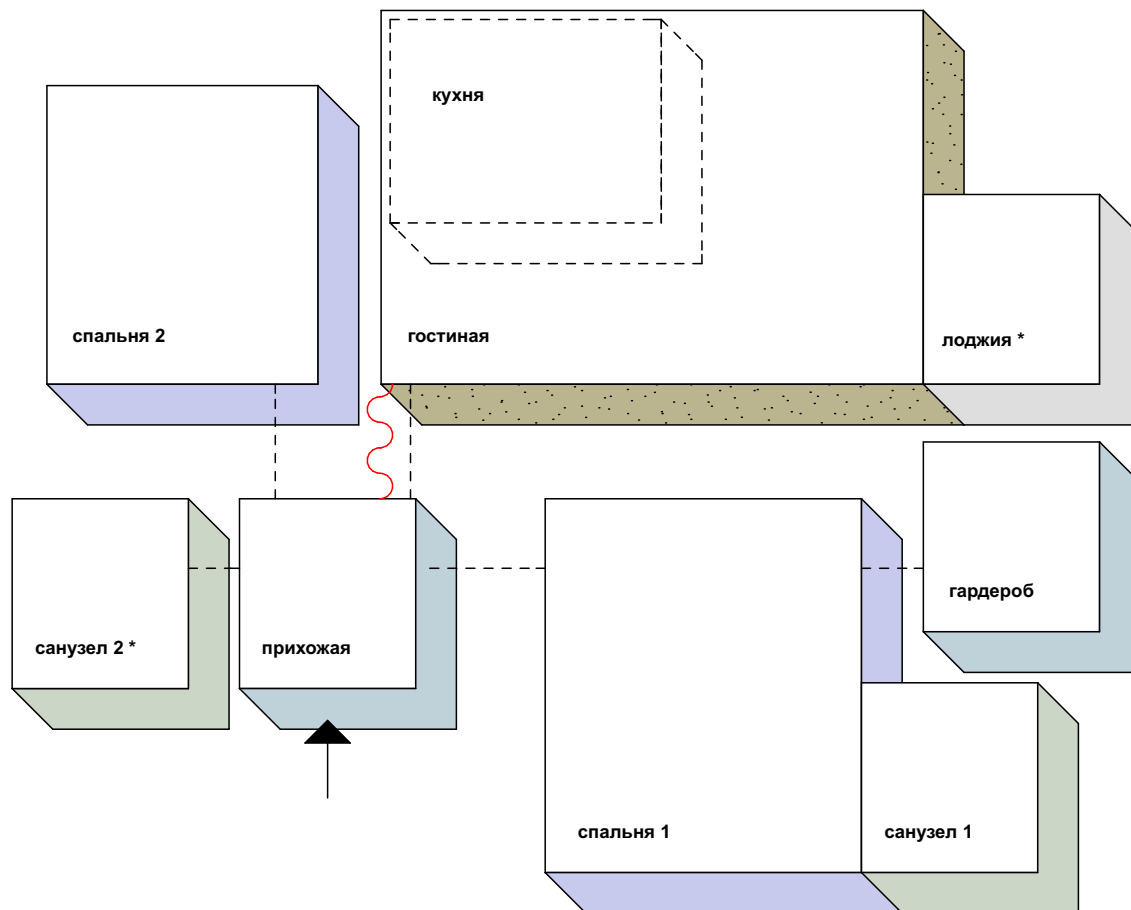 кухня
спальня 2
гостиная
лоджия *
гардероб
санузел 2 *
прихожая
спальня 1
санузел 1